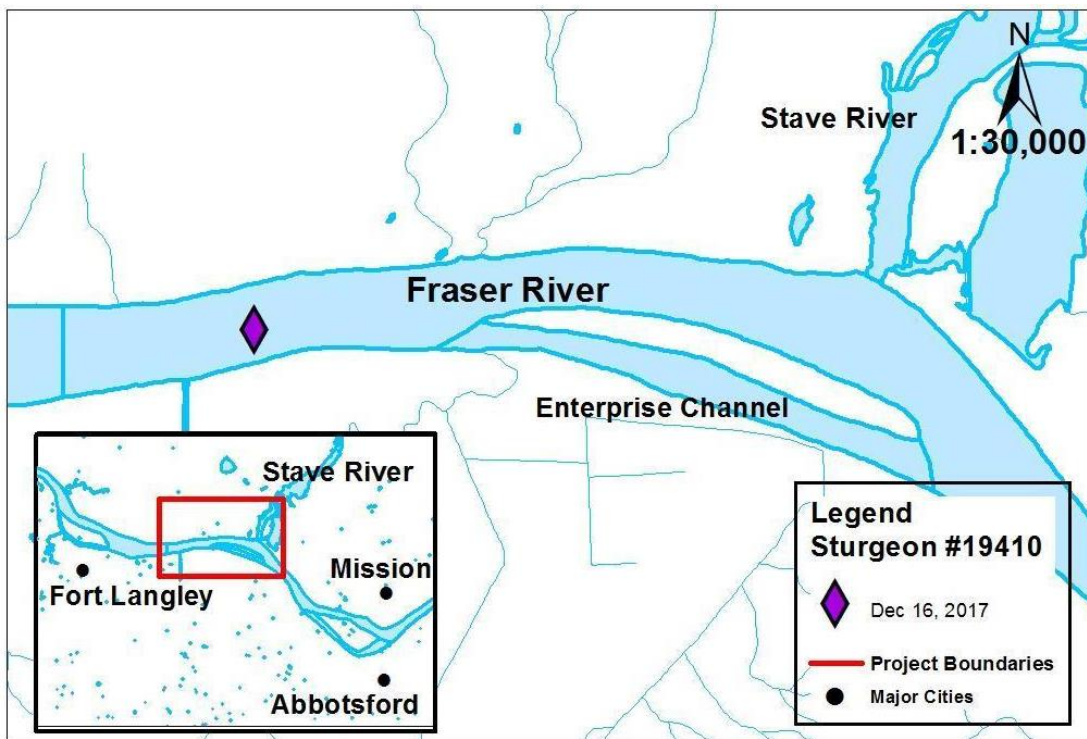 N
Stave River
1:30,000
Fraser River
Enterprise Channel
Stave River
Mission
Fort Langley
Abbotsford
Legend
Sturgeon #19410
Dec 16, 2017
Project Boundaries
Major Cities